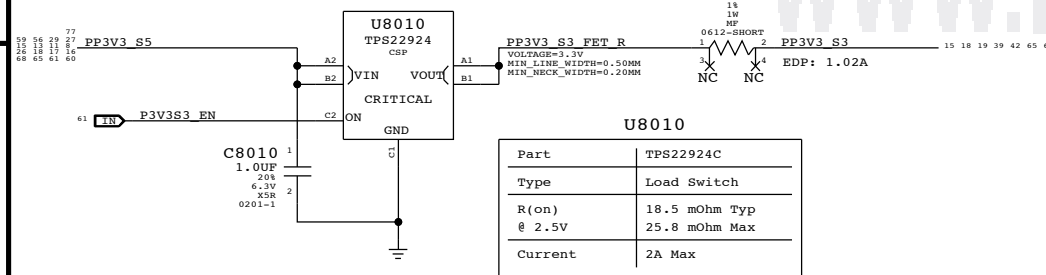 77
59 56 29 27
15 13 11 8
26 18 17 16
68 65 61 60
PP3V3_S5
U8010
TPS22924
CSP
A2
B2
VIN
VOUT
A1
B1
CRITICAL
C2
ON
GND
C1
61
IN
P3V3S3_EN
C8010
1.0UF
20%
6.3V
X5R
0201-1
1
2
PP3V3_S3_FET_R
VOLTAGE=3.3V
MIN_LINE_WIDTH=0.50MM
MIN_NECK_WIDTH=0.20MM
1%
1W
MF
0612-SHORT
1
2
3
4
NC
NC
PP3V3_S3
EDP: 1.02A
15 18 19 39 42 65
U8010
Part TPS22924C
Type Load Switch
R(on) 18.5 mOhm Typ
@ 2.5V 25.8 mOhm Max
Current 2A Max